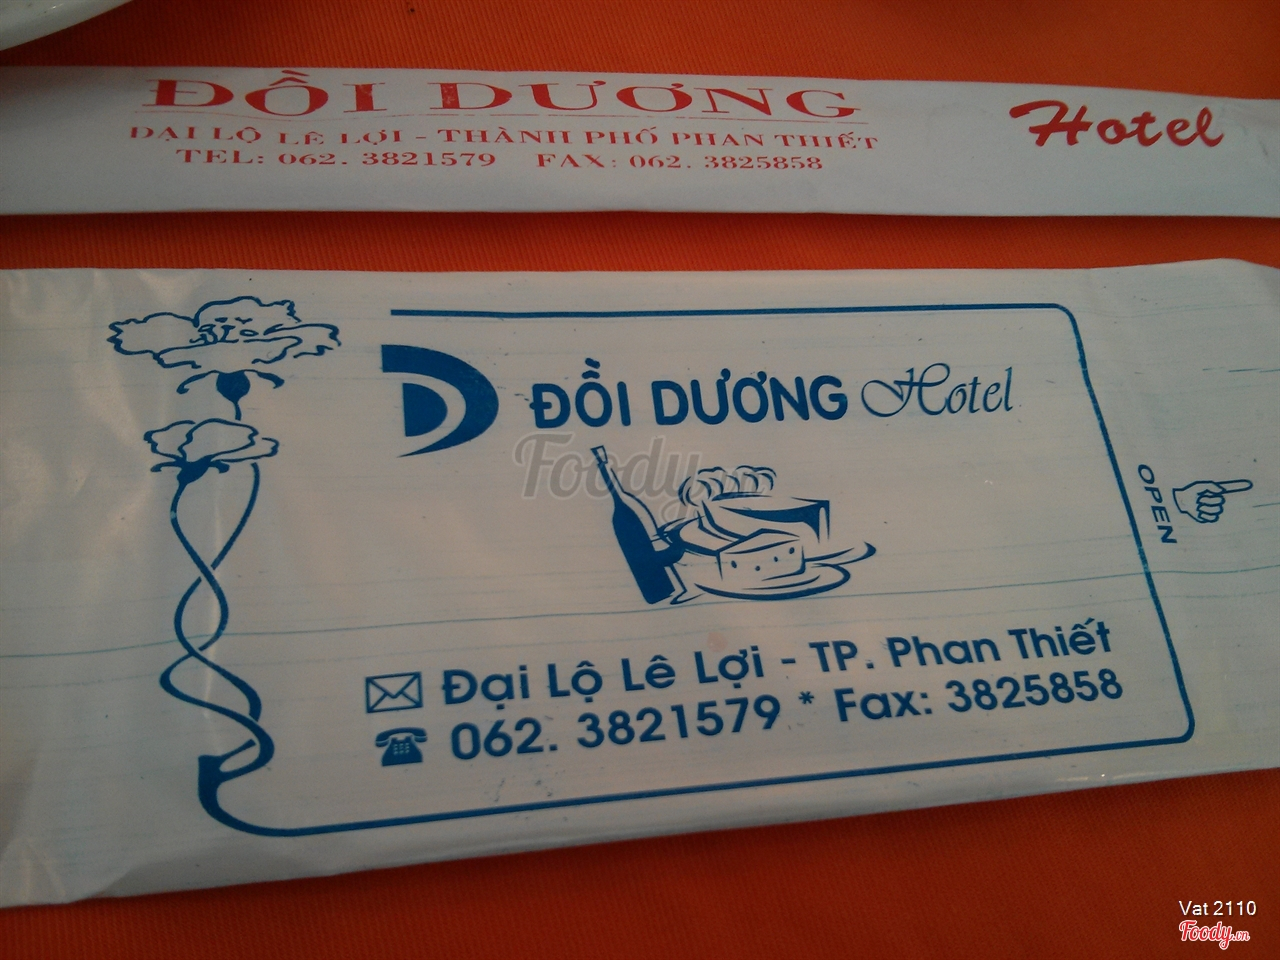 ĐỒI DƯƠNG
Hotel
ĐẠI LỘ LÊ LỢI - THÀNH PHỐ PHAN THIẾT
TEL: 062. 3821579 FAX: 062. 3825858
ĐỒI DƯƠNG Hotel
Foody.vn
OPEN
Đại Lộ Lê Lợi - TP. Phan Thiết
062. 3821579 * Fax: 3825858
Vat 2110
Foody.vn